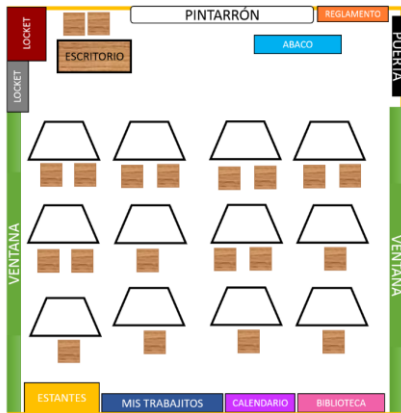 LOCKET
PINTARRÓN
REGLAMENTO
ABACO
PUERTA
ESCRITORIO
LOCKET
VENTANA
VENTANA
ESTANTES
MIS TRABAJITOS
CALENDARIO
BIBLIOTECA